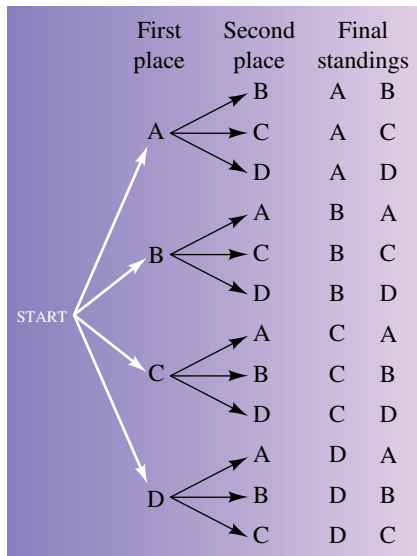 First Second Final
place place standings
B A B
A C A C
D A D
A B A
B C B C
D B D
START
A C A
C B C B
D C D
A D A
D B D B
C D C